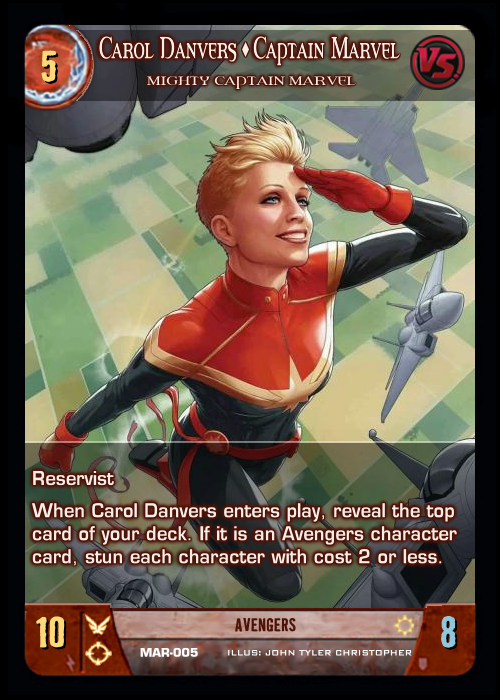 5
CAROL DANVERS ♦ CAPTAIN MARVEL
VS
MIGHTY CAPTAIN MARVEL
Reservist
When Carol Danvers enters play, reveal the top
card of your deck. If it is an Avengers character
card, stun each character with cost 2 or less.
10
AVENGERS
8
MAR-005
ILLUS: JOHN TYLER CHRISTOPHER